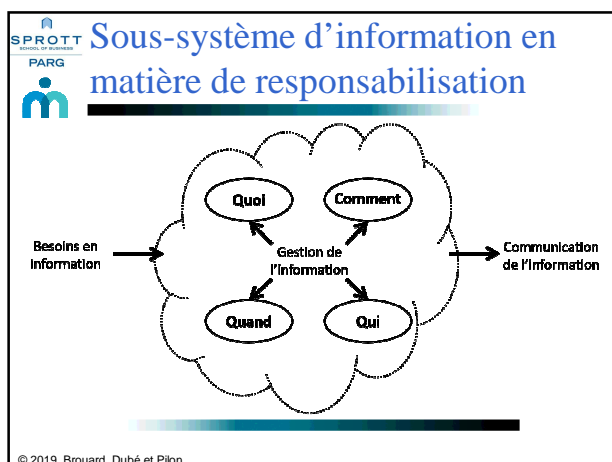 SPROTT
SCHOOL OF BUSINESS
PARG
Sous-système d'information en
matière de responsabilisation
Quoi
Comment
Besoins en
information
Gestion de
l'information
Communication
de l'information
Quand
Qui
© 2019 Brouard, Dubé et Pilon